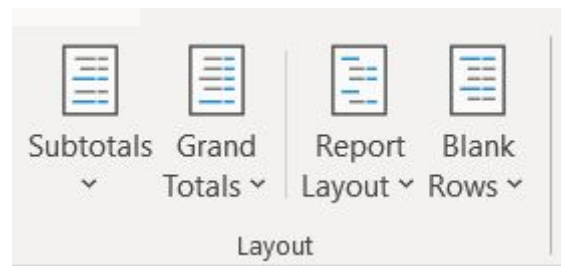 Subtotals
Grand Totals
Report Layout
Blank Rows
Layout